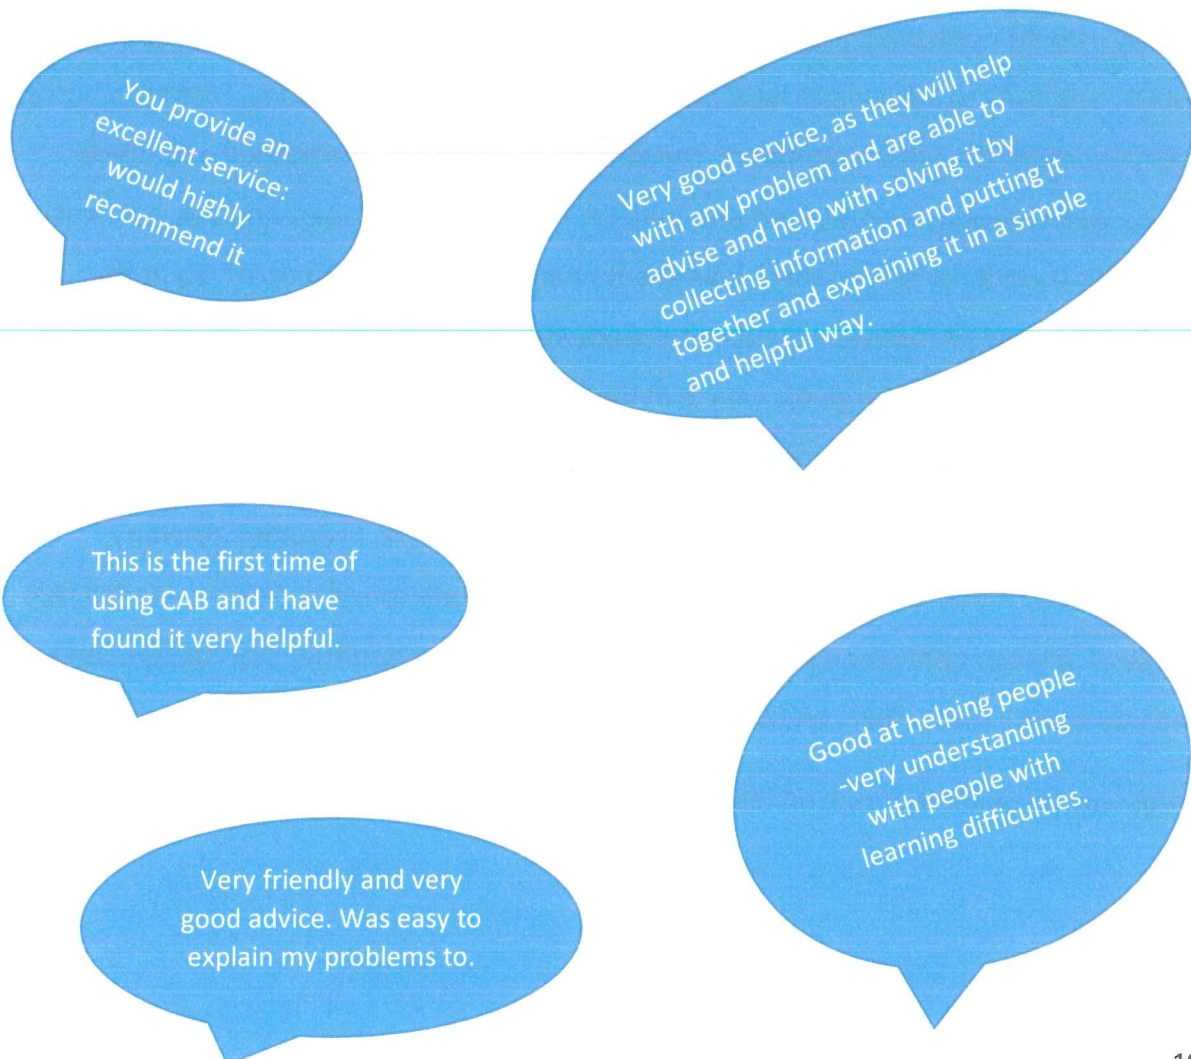 You provide an
excellent service:
would highly
recommend it
Very good service, as they will help
with any problem and are able to
advise and help with solving it by
collecting information and putting it
together and explaining it in a simple
and helpful way.
This is the first time of
using CAB and I have
found it very helpful.
Good at helping people
-very understanding
with people with
learning difficulties.
Very friendly and very
good advice. Was easy to
explain my problems to.